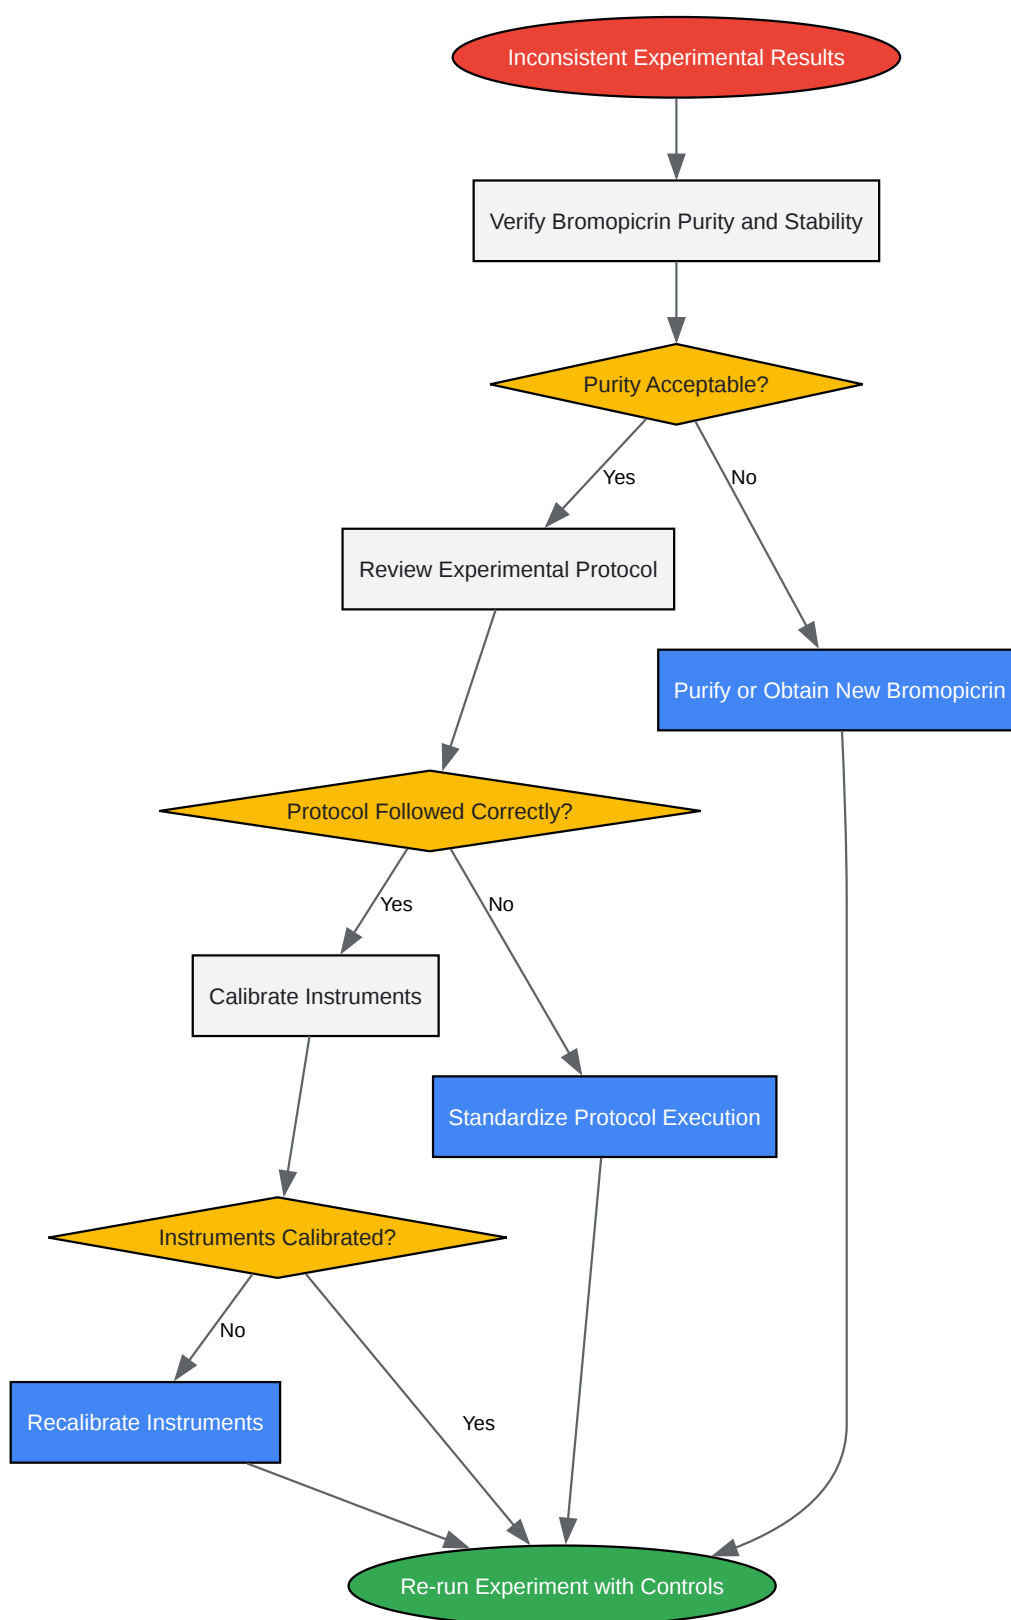 Inconsistent Experimental Results
Verify Bromopicrin Purity and Stability
Purity Acceptable?
Yes
No
Review Experimental Protocol
Purify or Obtain New Bromopicrin
Protocol Followed Correctly?
Yes
No
Calibrate Instruments
Standardize Protocol Execution
Instruments Calibrated?
No
Recalibrate Instruments
Yes
Re-run Experiment with Controls